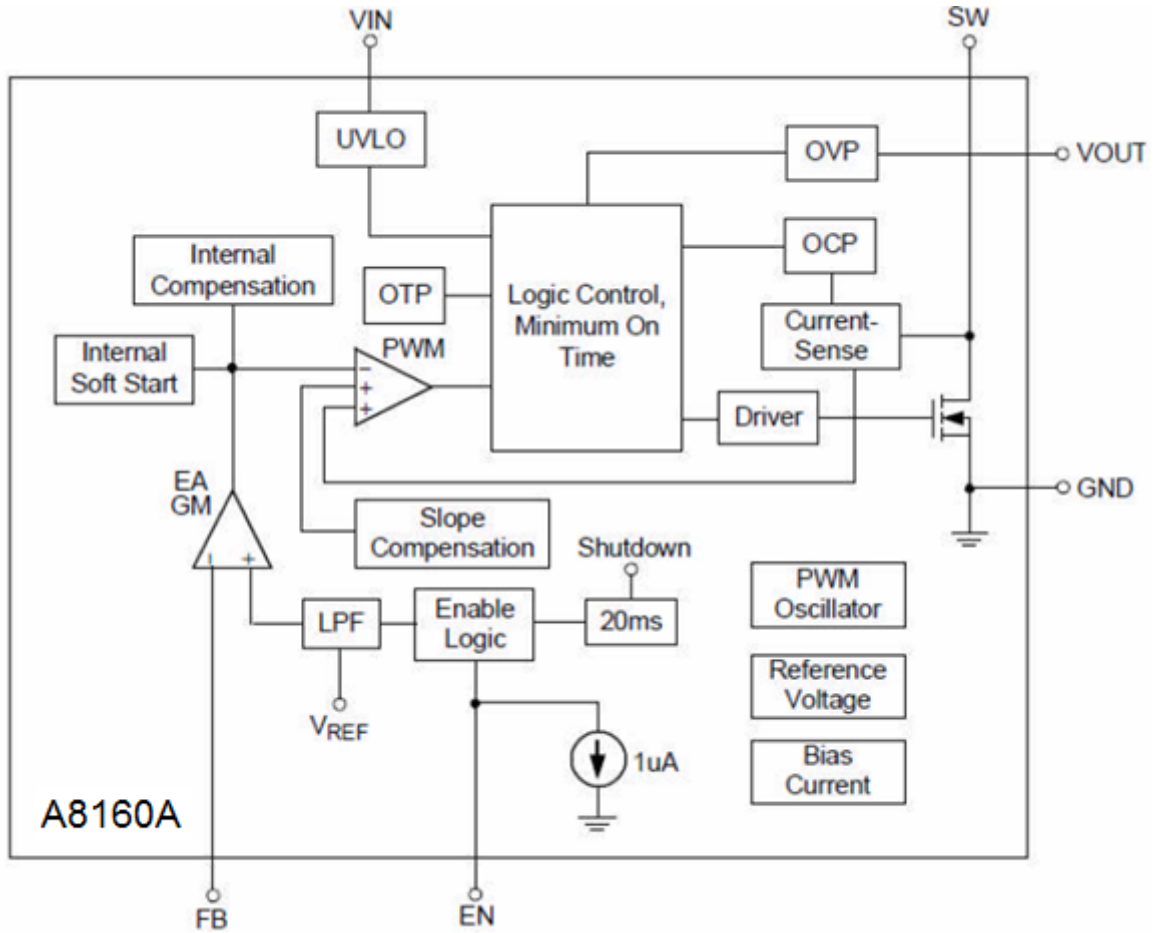 VIN
SW
UVLO
OVP
VOUT
Internal
Compensation
OTP
Logic Control,
Minimum On
Time
OCP
Current-
Sense
Internal
Soft Start
PWM
−
+
+
Driver
EA
GM
− +
Slope
Compensation
GND
Shutdown
LPF
Enable
Logic
20ms
PWM
Oscillator
VREF
Reference
Voltage
1uA
Bias
Current
A8160A
FB
EN